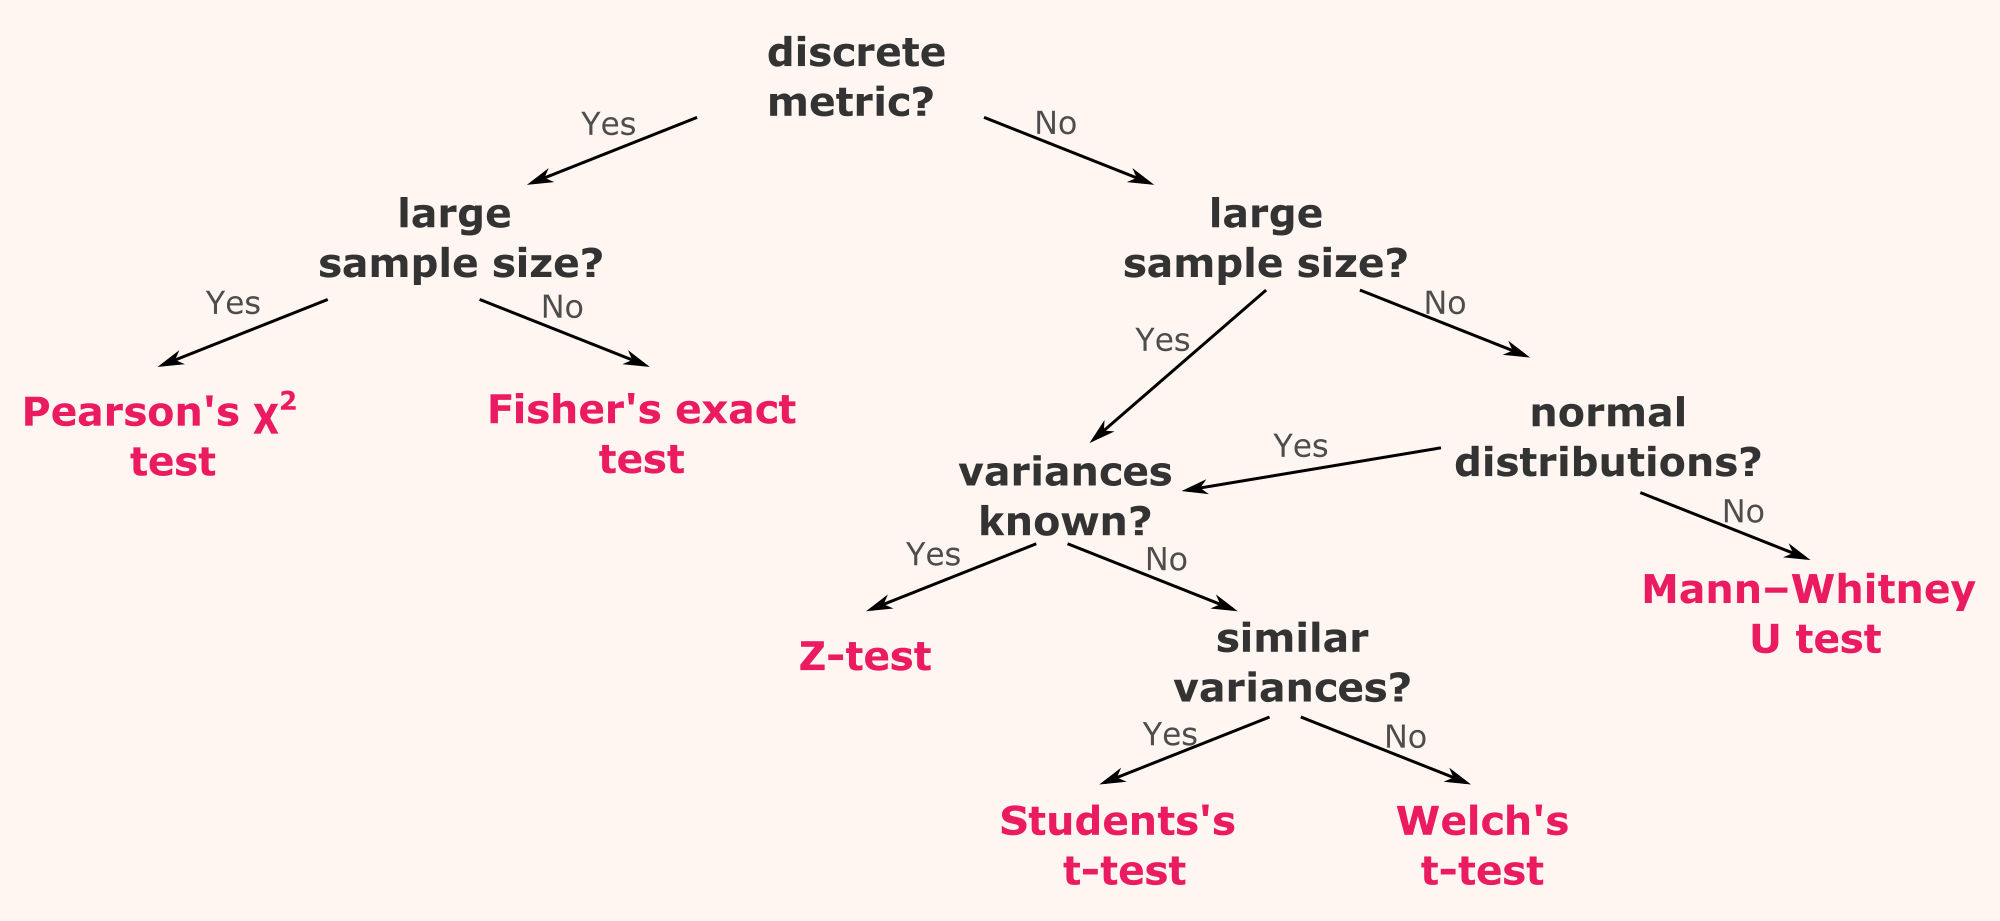 discrete
metric?
Yes
No
large
sample size?
large
sample size?
Yes
No
Yes
No
Pearson's χ²
test
Fisher's exact
test
normal
distributions?
Yes
No
variances
known?
Yes
No
Mann–Whitney
U test
Z-test
similar
variances?
Yes
No
Students's
t-test
Welch's
t-test